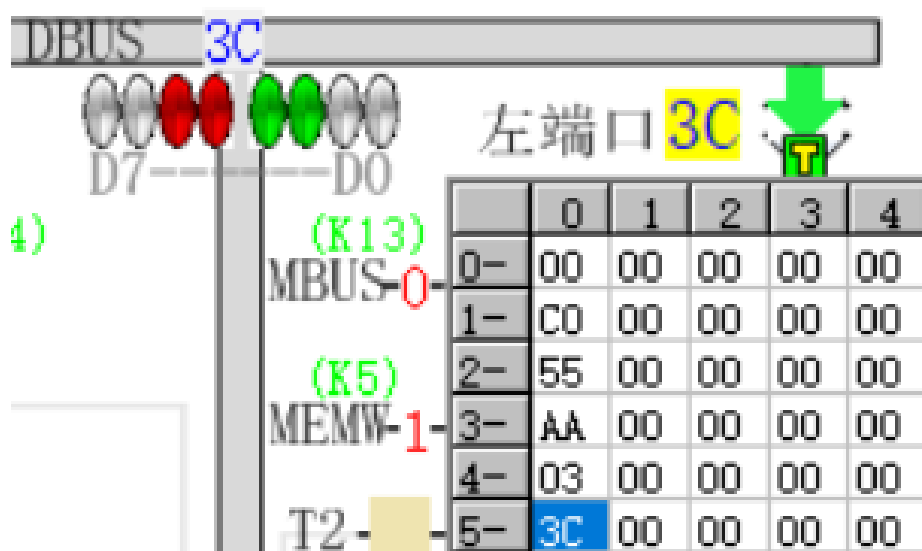 DBUS 3C
左端口 3C
D7 D0
T
4) (K13)
MBUS-0-
(K5)
MEMW-1-
T2-
0 1 2 3 4
0- 00 00 00 00 00
1- C0 00 00 00 00
2- 55 00 00 00 00
3- AA 00 00 00 00
4- 03 00 00 00 00
5- 3C 00 00 00 00